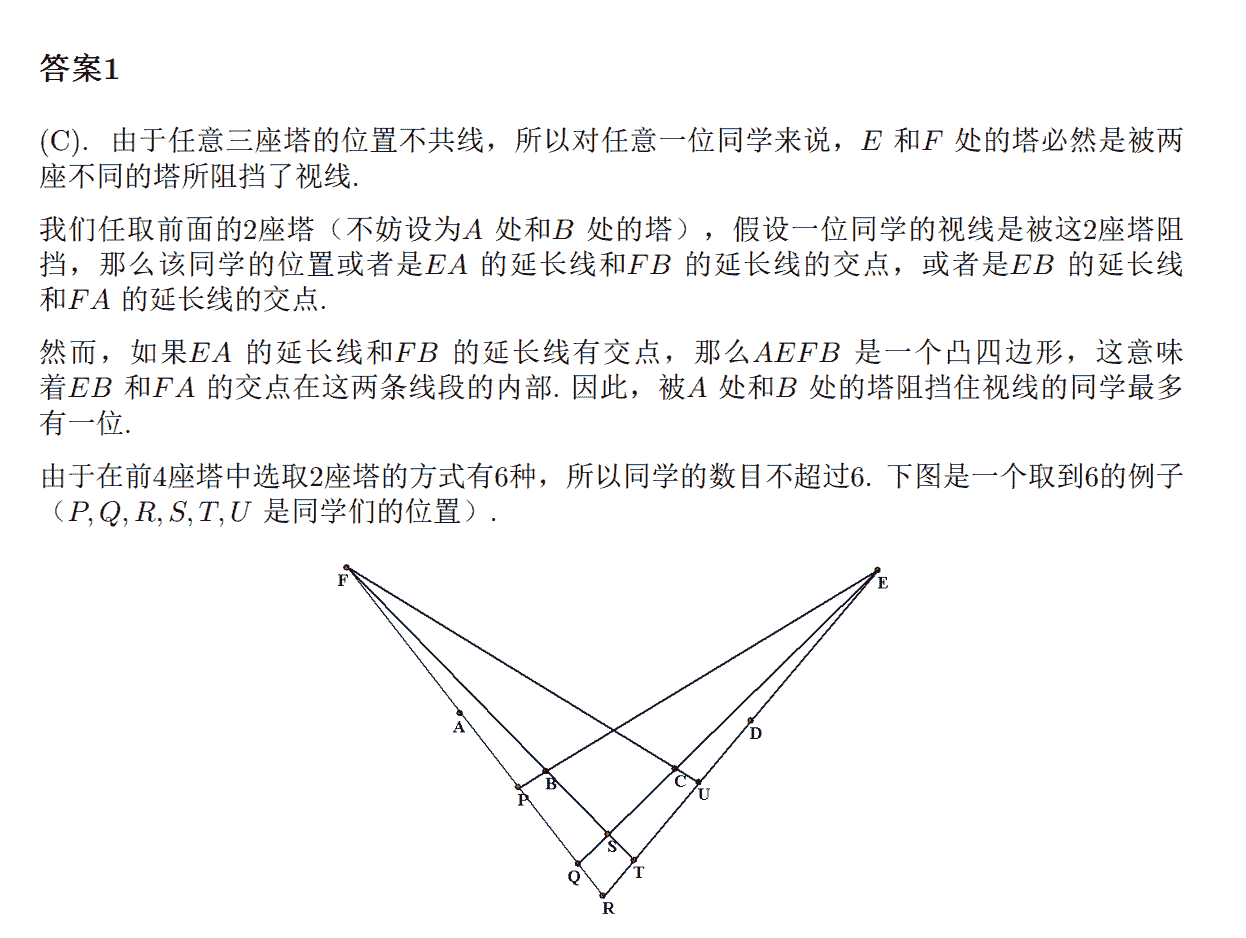 答案1
(C). 由于任意三座塔的位置不共线，所以对任意一位同学来说，E 和F 处的塔必然是被两
座不同的塔所阻挡了视线.
我们任取前面的2座塔（不妨设为A 处和B 处的塔），假设一位同学的视线是被这2座塔阻
挡，那么该同学的位置或者是EA 的延长线和FB 的延长线的交点，或者是EB 的延长线
和FA 的延长线的交点.
然而，如果EA 的延长线和FB 的延长线有交点，那么AEFB 是一个凸四边形，这意味
着EB 和FA 的交点在这两条线段的内部. 因此，被A 处和B 处的塔阻挡住视线的同学最多
有一位.
由于在前4座塔中选取2座塔的方式有6种，所以同学的数目不超过6. 下图是一个取到6的例子
（P, Q, R, S, T, U 是同学们的位置）.
F
E
A
D
B
C
P
U
S
Q
T
R